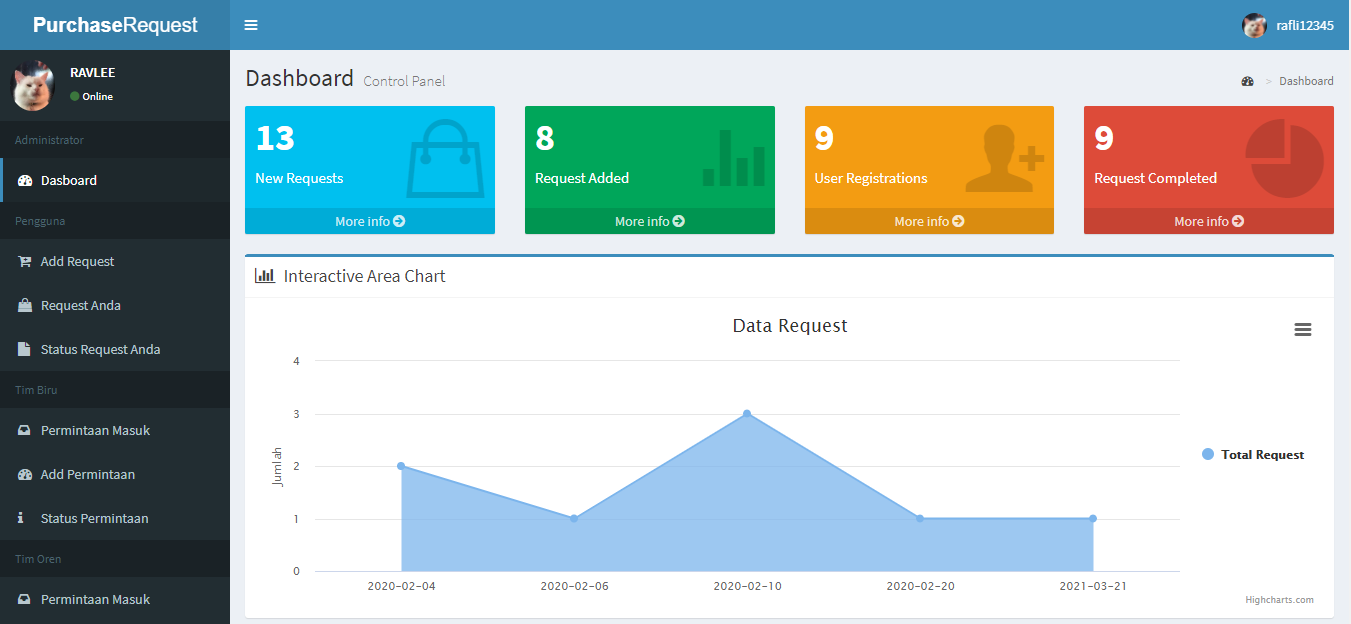 PurchaseRequest
rafli12345
RAVLEE
Online
Administrator
Dasboard
Pengguna
Add Request
Request Anda
Status Request Anda
Tim Biru
Permintaan Masuk
Add Permintaan
Status Permintaan
Tim Oren
Permintaan Masuk
Dashboard Control Panel
> Dashboard
13
New Requests
More info
8
Request Added
More info
9
User Registrations
More info
9
Request Completed
More info
Interactive Area Chart
Data Request
Jumlah
4
3
2
1
0
2020-02-04 2020-02-06 2020-02-10 2020-02-20 2021-03-21
Total Request
Highcharts.com